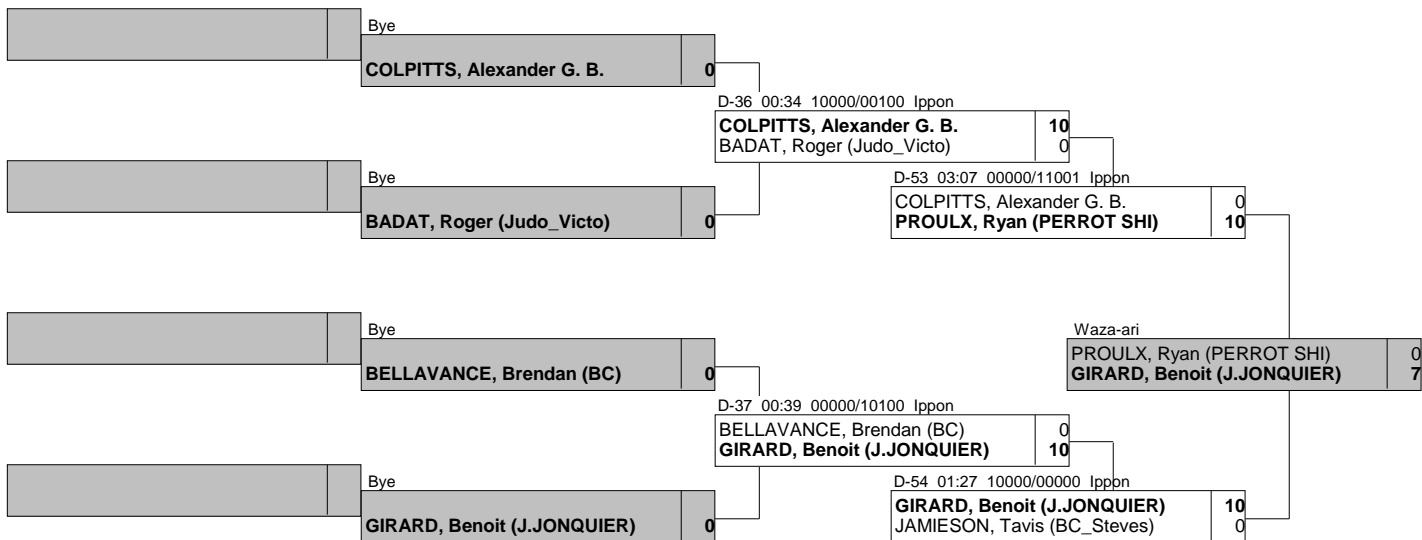 Bye
COLPITTS, Alexander G. B. 0
D-36 00:34 10000/00100 Ippon
COLPITTS, Alexander G. B. 10
BADAT, Roger (Judo_Victo) 0
Bye
BADAT, Roger (Judo_Victo) 0
D-53 03:07 00000/11001 Ippon
COLPITTS, Alexander G. B. 0
PROULX, Ryan (PERROT SHI) 10
Bye
BELLAVANCE, Brendan (BC) 0
Waza-ari
PROULX, Ryan (PERROT SHI) 0
GIRARD, Benoit (J.JONQUIER) 7
D-37 00:39 00000/10100 Ippon
BELLAVANCE, Brendan (BC) 0
GIRARD, Benoit (J.JONQUIER) 10
Bye
GIRARD, Benoit (J.JONQUIER) 0
D-54 01:27 10000/00000 Ippon
GIRARD, Benoit (J.JONQUIER) 10
JAMIESON, Tavis (BC_Steves) 0